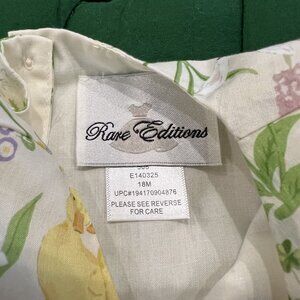 Rare Editions
E140325
18M
UPC#194170904876
PLEASE SEE REVERSE
FOR CARE